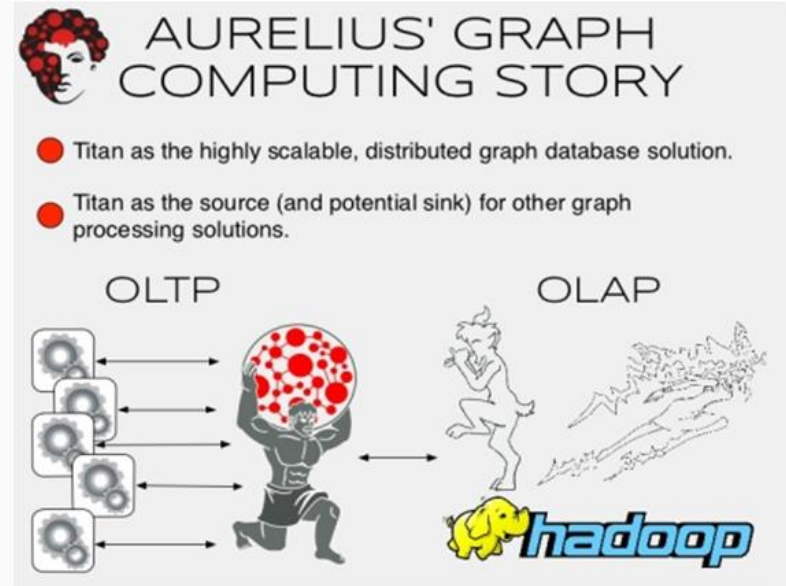 AURELIUS' GRAPH
COMPUTING STORY
Titan as the highly scalable, distributed graph database solution.
Titan as the source (and potential sink) for other graph
processing solutions.
OLTP
OLAP
hadoop